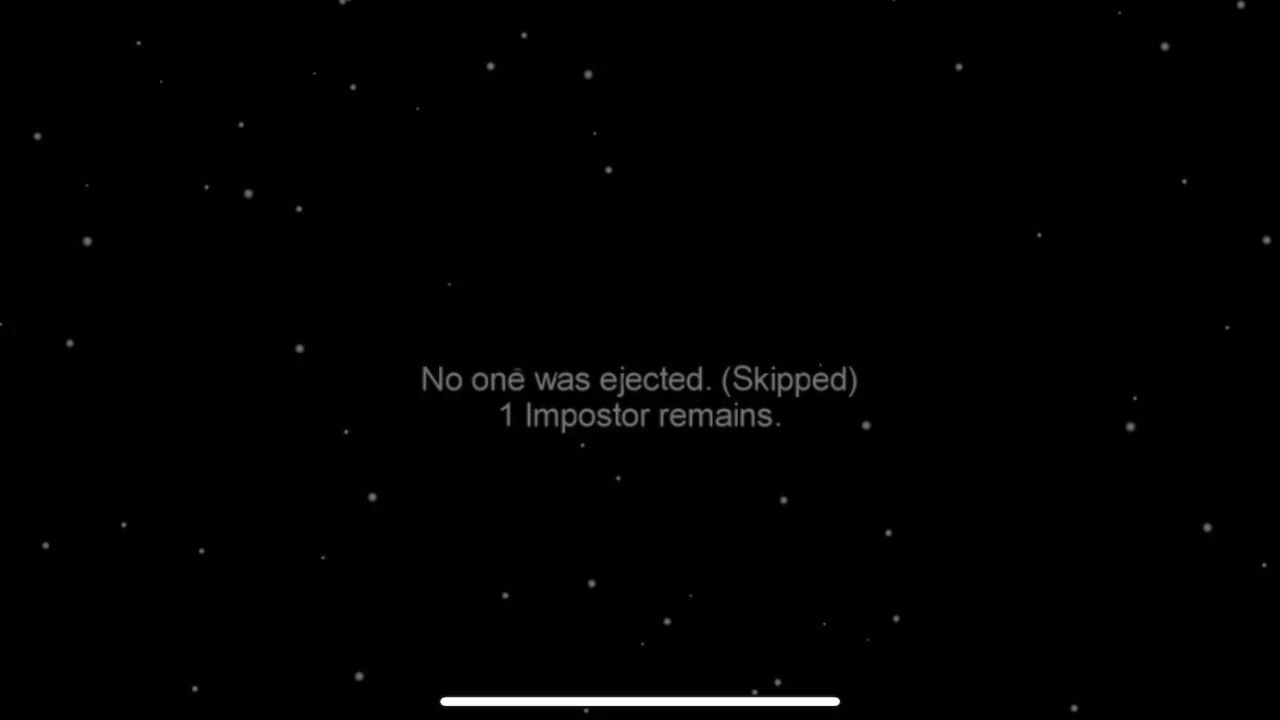 No one was ejected. (Skipped)
1 Impostor remains.